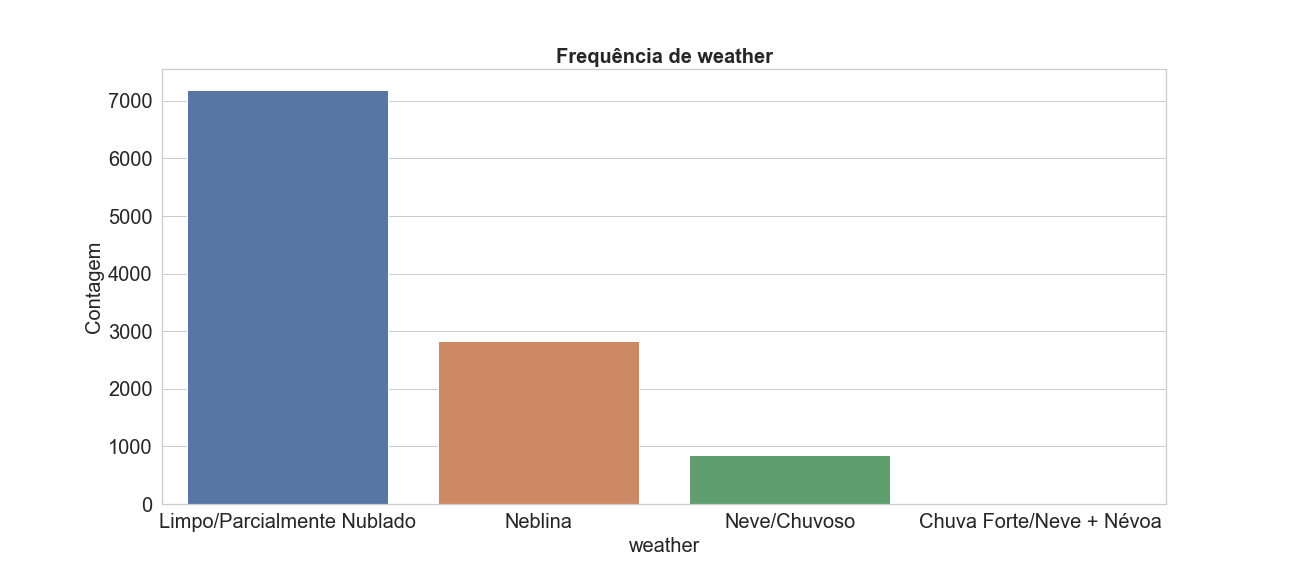 Frequência de weather
Contagem
7000
6000
5000
4000
3000
2000
1000
0
Limpo/Parcialmente Nublado
Neblina
Neve/Chuvoso
Chuva Forte/Neve + Névoa
weather